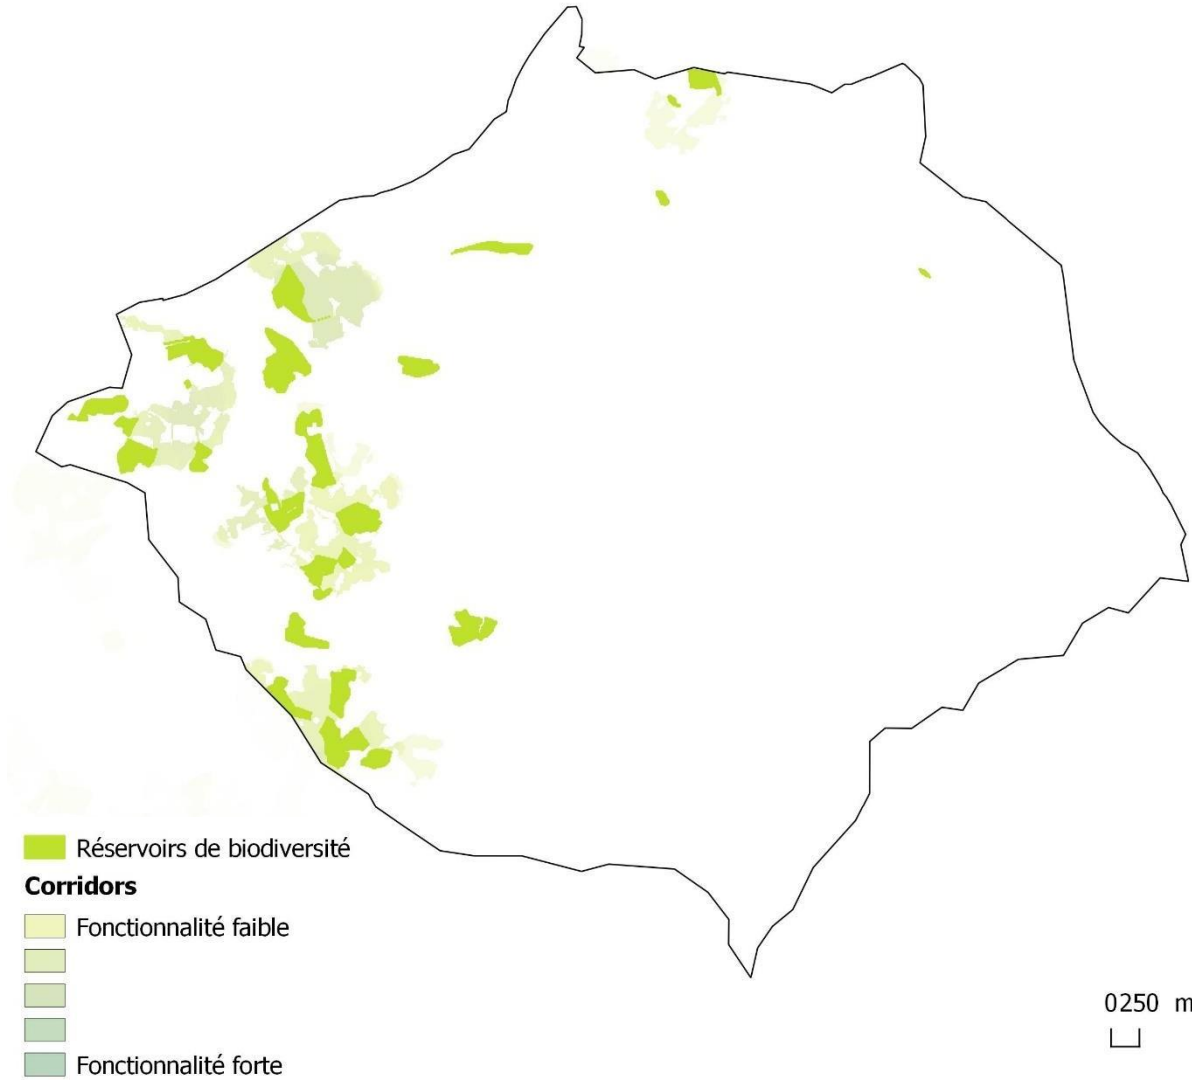 Réservoirs de biodiversité
Corridors
Fonctionnalité faible
Fonctionnalité forte
0250 m